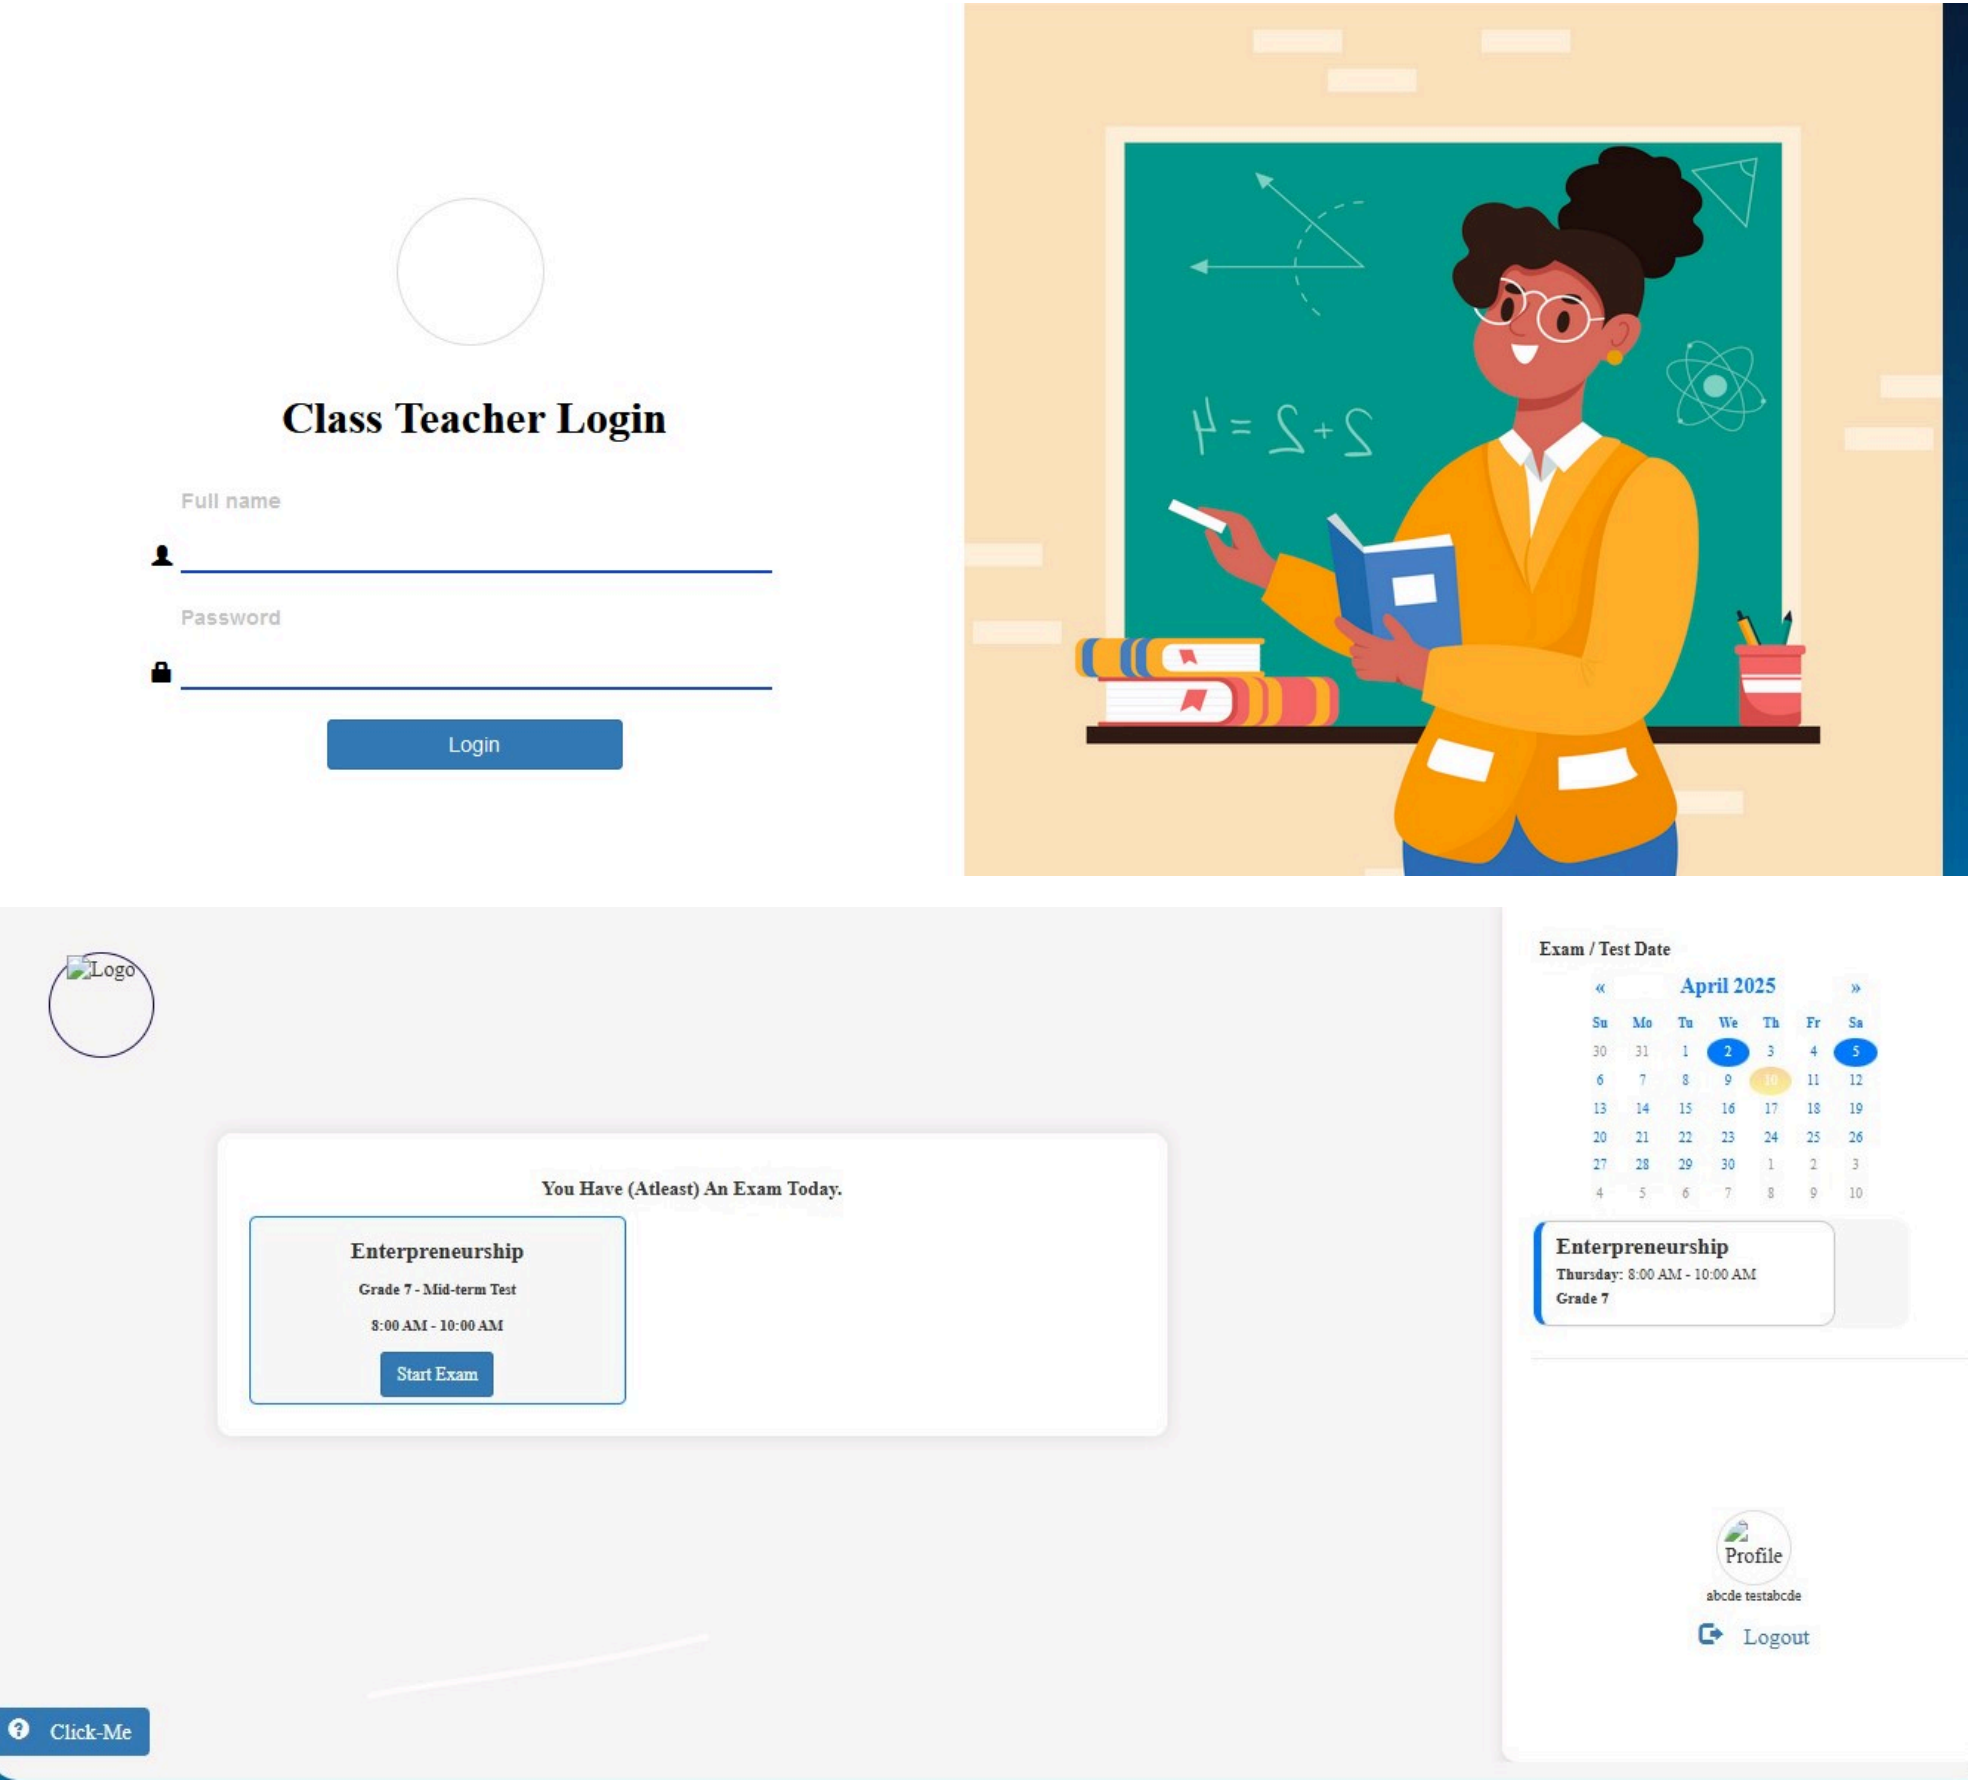 Class Teacher Login
Full name
Password
Login
4 = 2 + 2
Logo
You Have (Atleast) An Exam Today.
Enterpreneurship
Grade 7 - Mid-term Test
8:00 AM - 10:00 AM
Start Exam
Click-Me
Exam / Test Date
« April 2025 »
Su Mo Tu We Th Fr Sa
30 31 1 2 3 4 5
6 7 8 9 10 11 12
13 14 15 16 17 18 19
20 21 22 23 24 25 26
27 28 29 30 1 2 3
4 5 6 7 8 9 10
Enterpreneurship
Thursday: 8:00 AM - 10:00 AM
Grade 7
Profile
abcde testabcde
Logout